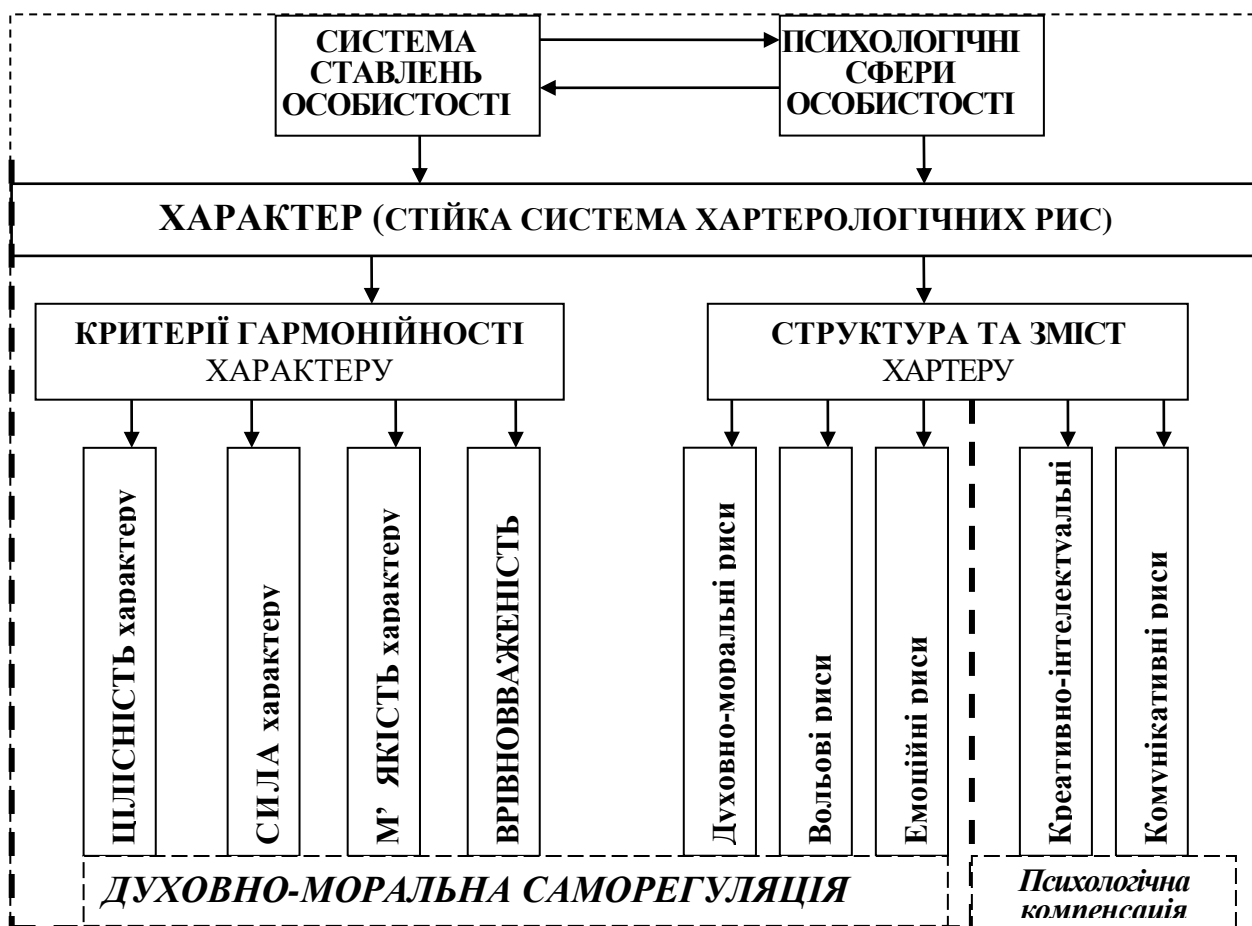 СИСТЕМА
СТАВЛЕНЬ
ОСОБИСТОСТІ
ПСИХОЛОГІЧНІ
СФЕРИ
ОСОБИСТОСТІ
ХАРАКТЕР (СТІЙКА СИСТЕМА ХАРТЕРОЛОГІЧНИХ РИС)
КРИТЕРІЇ ГАРМОНІЙНОСТІ
ХАРАКТЕРУ
СТРУКТУРА ТА ЗМІСТ
ХАРТЕРУ
ЦІЛІСНІСТЬ характеру
СИЛА характеру
М’ ЯКІСТЬ характеру
ВРІВНОВВАЖЕНІСТЬ
Духовно-моральні риси
Вольові риси
Емоційні риси
Креативно-інтелектуальні
Комунікативні риси
ДУХОВНО-МОРАЛЬНА САМОРЕГУЛЯЦІЯ
Психологічна
компенсація